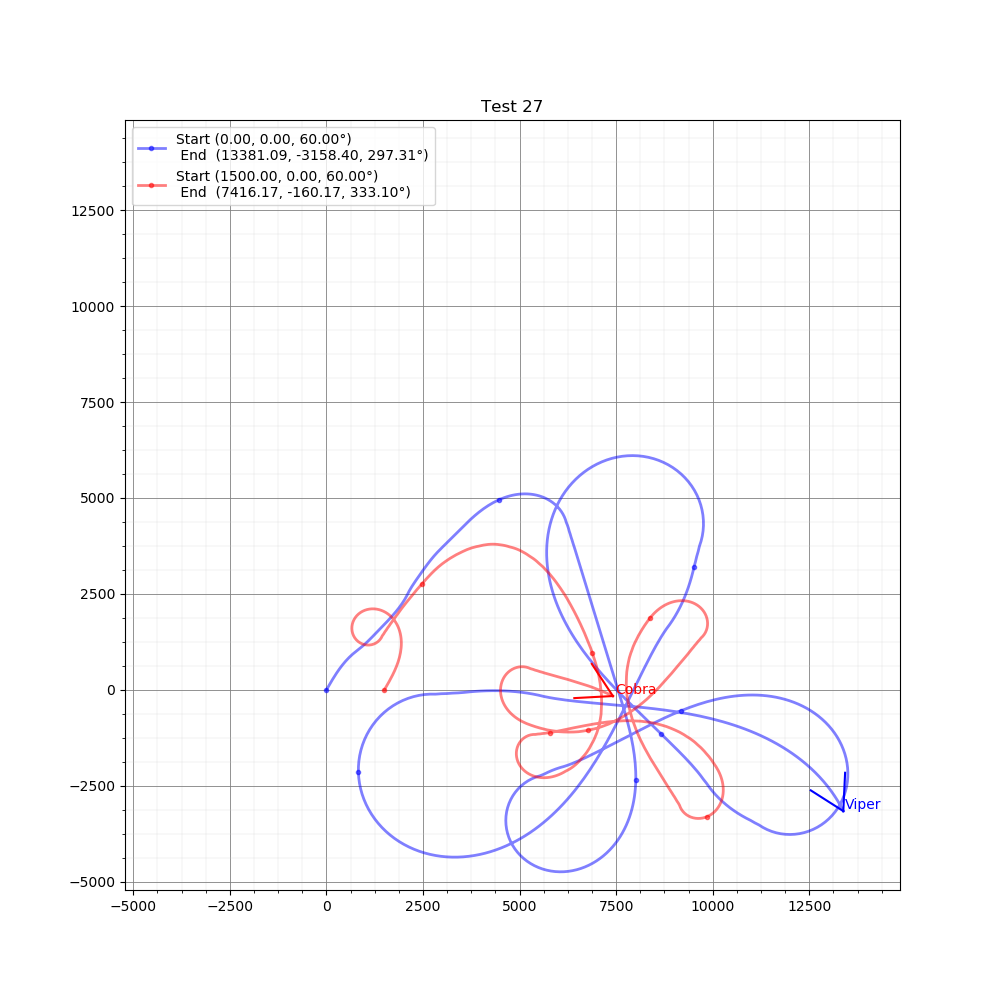 Test 27
Start (0.00, 0.00, 60.00°)
End (13381.09, -3158.40, 297.31°)
Start (1500.00, 0.00, 60.00°)
End (7416.17, -160.17, 333.10°)
12500
10000
7500
5000
2500
0
−2500
−5000
Cobra
Viper
−5000 −2500 0 2500 5000 7500 10000 12500